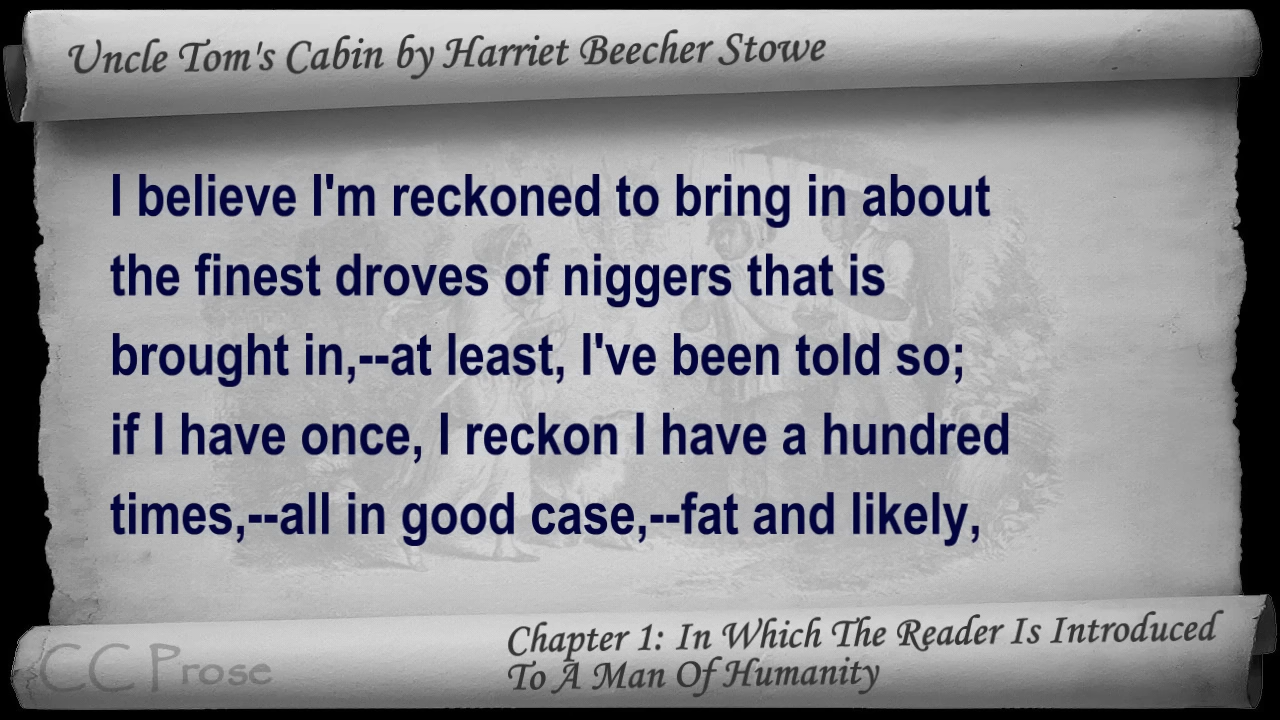 Uncle Tom's Cabin by Harriet Beecher Stowe
I believe I'm reckoned to bring in about
the finest droves of niggers that is
brought in,--at least, I've been told so;
if I have once, I reckon I have a hundred
times,--all in good case,--fat and likely,
Chapter 1: In Which The Reader Is Introduced
To A Man Of Humanity
CC Prose